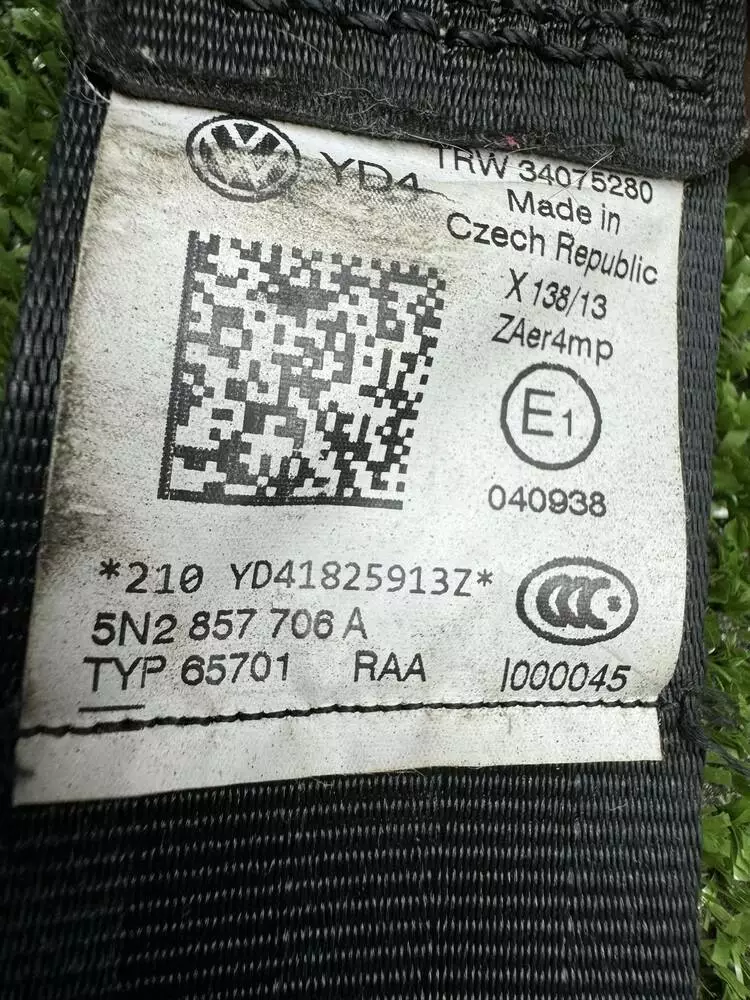 YD4
TRW 34075280
Made in
Czech Republic
X 138/13
ZAer4mp
E1
040938
*210 YD41825913Z*
5N2 857 706 A
TYP 65701 RAA I000045